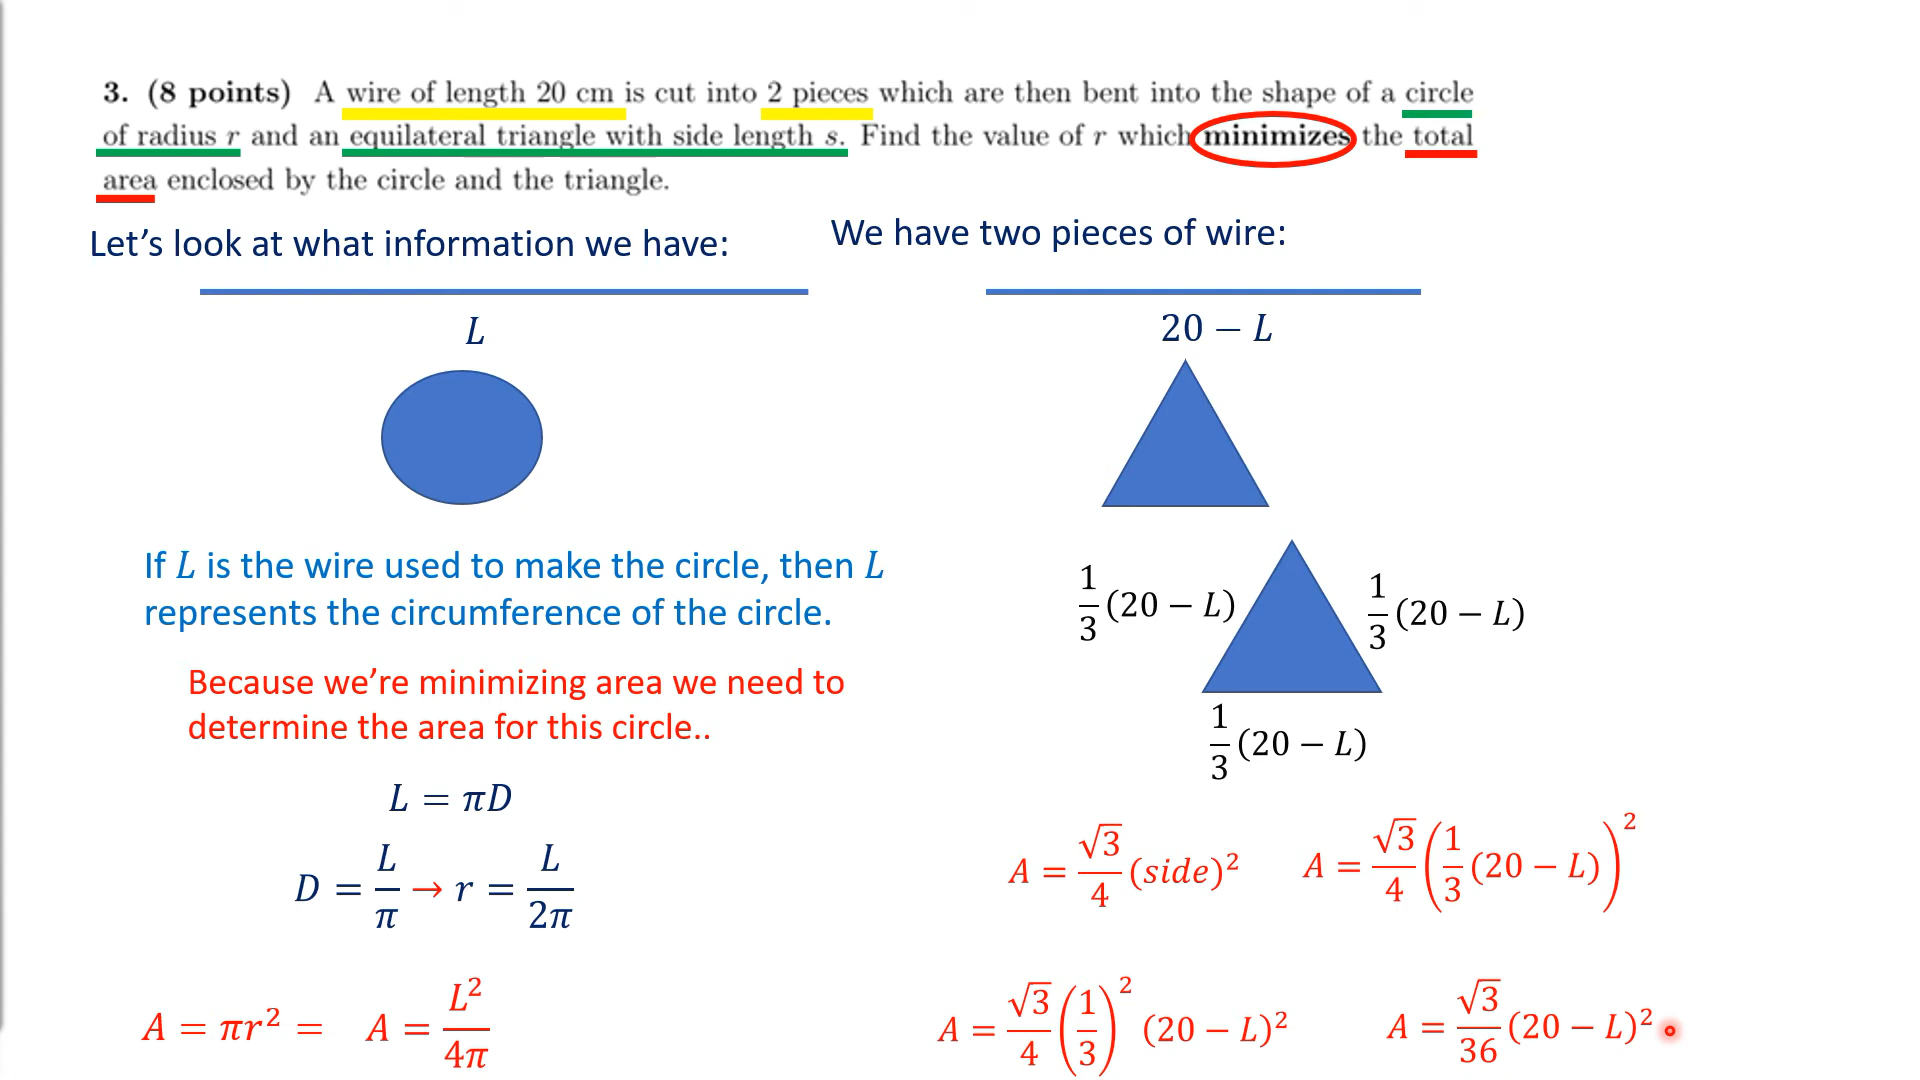 3. (8 points) A wire of length 20 cm is cut into 2 pieces which are then bent into the shape of a circle
of radius r and an equilateral triangle with side length s. Find the value of r which minimizes the total
area enclosed by the circle and the triangle.
Let's look at what information we have:
We have two pieces of wire:
L
20 − L
If L is the wire used to make the circle, then L
represents the circumference of the circle.
Because we're minimizing area we need to
determine the area for this circle..
L = πD
D = L/π → r = L/2π
A = πr² = A = L²/4π
1/3 (20 − L)
1/3 (20 − L)
1/3 (20 − L)
A = √3/4 (side)² A = √3/4 (1/3 (20 − L))²
A = √3/4 (1/3)² (20 − L)² A = √3/36 (20 − L)²